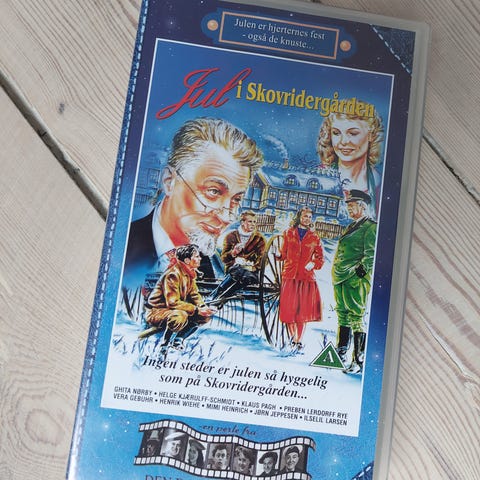 Julen er hjerternes fest
- også de knuste...
Jul i Skovridergården
A
Ingen steder er julen så hyggelig
som på Skovridergården...
GHITA NØRBY • HELGE KJÆRULFF-SCHMIDT • KLAUS PAGH • PREBEN LERDORFF RYE
VERA GEBUHR • HENRIK WIEHE • MIMI HEINRICH • JØRN JEPPESEN • ILSELIL LARSEN
-en perle fra
DEN